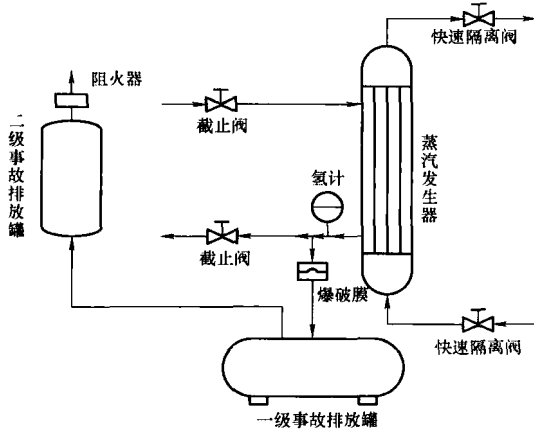 快速隔离阀
阻火器
截止阀
二级事故排放罐
蒸汽发生器
氢计
截止阀
爆破膜
快速隔离阀
一级事故排放罐